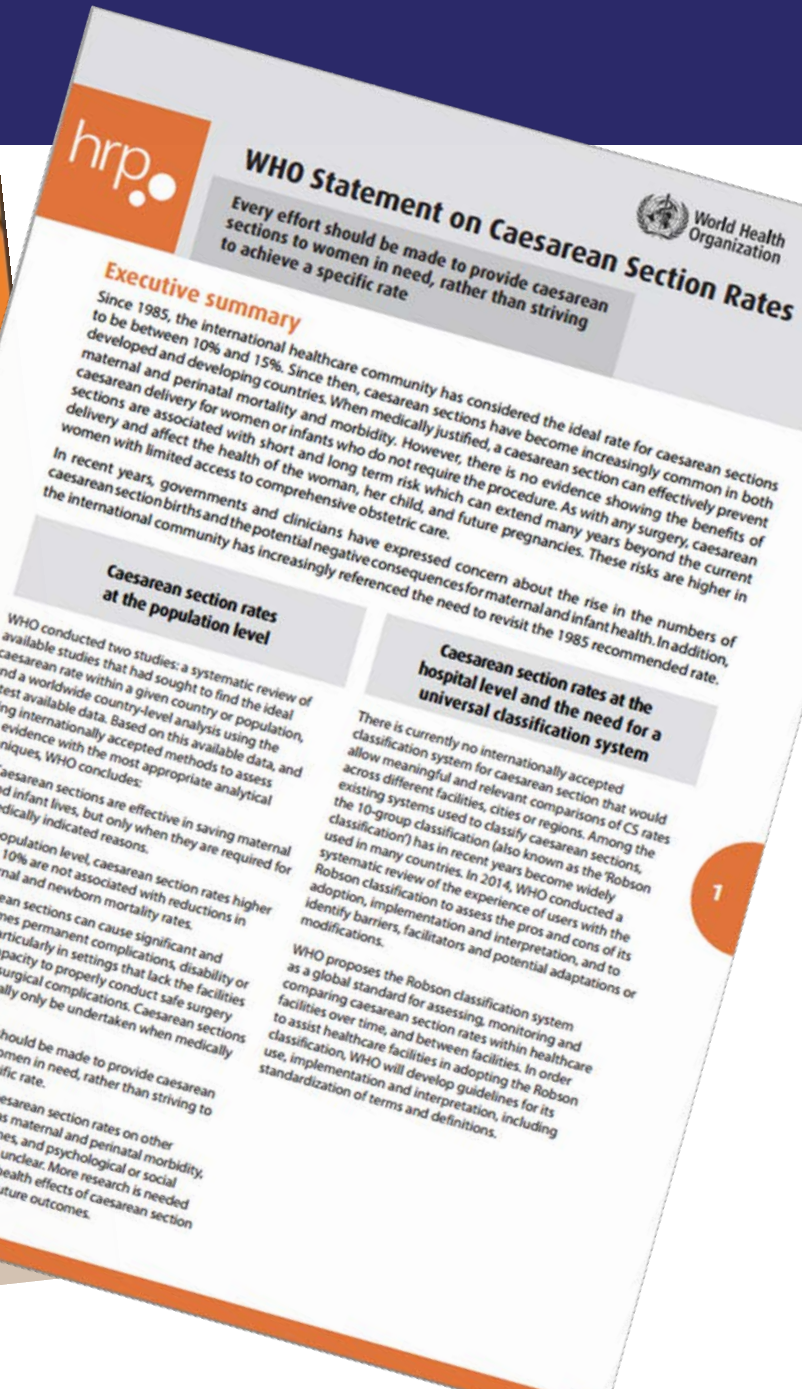 hrp
WHO Statement on Caesarean Section Rates
World Health
Organization
Every effort should be made to provide caesarean
sections to women in need, rather than striving
to achieve a specific rate
Executive summary
Since 1985, the international healthcare community has considered the ideal rate for caesarean sections
to be between 10% and 15%. Since then, caesarean sections have become increasingly common in both
developed and developing countries. When medically justified, a caesarean section can effectively prevent
maternal and perinatal mortality and morbidity. However, there is no evidence showing the benefits of
caesarean delivery for women or infants who do not require the procedure. As with any surgery, caesarean
sections are associated with short and long term risk which can extend many years beyond the current
delivery and affect the health of the woman, her child, and future pregnancies. These risks are higher in
women with limited access to comprehensive obstetric care.
In recent years, governments and clinicians have expressed concern about the rise in the numbers of
caesarean section births and the potential negative consequences for maternal and infant health. In addition,
the international community has increasingly referenced the need to revisit the 1985 recommended rate.
Caesarean section rates
at the population level
WHO conducted two studies: a systematic review of
available studies that had sought to find the ideal
caesarean rate within a given country or population,
nd a worldwide country-level analysis using the
test available data. Based on this available data, and
ing internationally accepted methods to assess
evidence with the most appropriate analytical
niques, WHO concludes:
aesarean sections are effective in saving maternal
d infant lives, but only when they are required for
edically indicated reasons.
opulation level, caesarean section rates higher
10% are not associated with reductions in
rnal and newborn mortality rates.
ean sections can cause significant and
mes permanent complications, disability or
articularly in settings that lack the facilities
pacity to properly conduct safe surgery
surgical complications. Caesarean sections
ally only be undertaken when medically
hould be made to provide caesarean
omen in need, rather than striving to
ific rate.
aesarean section rates on other
as maternal and perinatal morbidity,
mes, and psychological or social
unclear. More research is needed
health effects of caesarean section
uture outcomes.
Caesarean section rates at the
hospital level and the need for a
universal classification system
There is currently no internationally accepted
classification system for caesarean section that would
allow meaningful and relevant comparisons of CS rates
across different facilities, cities or regions. Among the
existing systems used to classify caesarean sections,
the 10-group classification (also known as the 'Robson
classification') has in recent years become widely
used in many countries. In 2014, WHO conducted a
systematic review of the experience of users with the
Robson classification to assess the pros and cons of its
adoption, implementation and interpretation, and to
identify barriers, facilitators and potential adaptations or
modifications.
WHO proposes the Robson classification system
as a global standard for assessing, monitoring and
comparing caesarean section rates within healthcare
facilities over time, and between facilities. In order
to assist healthcare facilities in adopting the Robson
classification, WHO will develop guidelines for its
use, implementation and interpretation, including
standardization of terms and definitions.
1